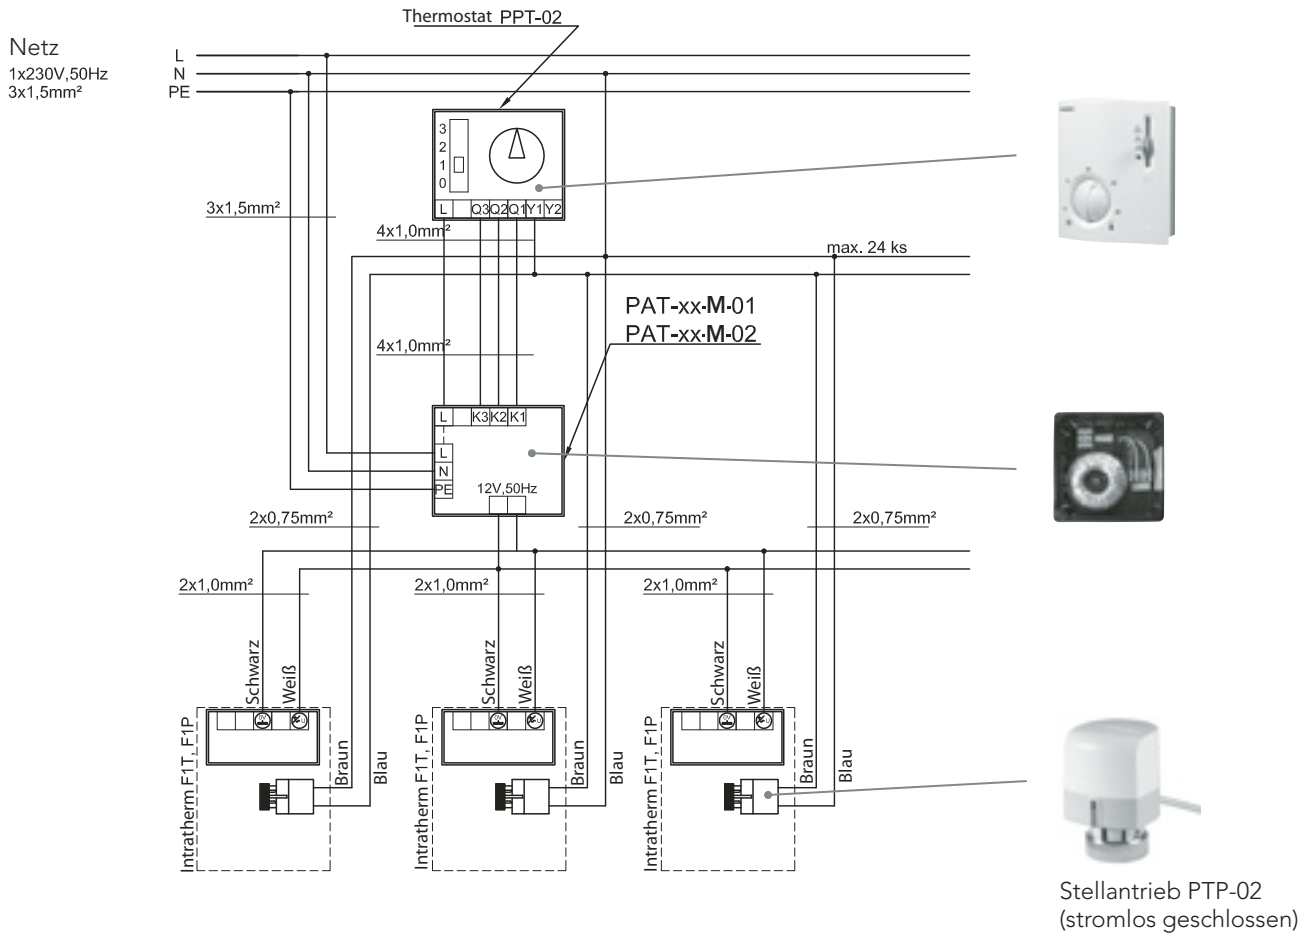 Thermostat PPT-02
Netz
1x230V,50Hz
3x1,5mm²
L
N
PE
3
2
1
0
L Q3 Q2 Q1 Y1 Y2
3x1,5mm²
4x1,0mm²
max. 24 ks
PAT-xx-M-01
PAT-xx-M-02
4x1,0mm²
L K3 K2 K1
L
N
PE
12V,50Hz
2x0,75mm²
2x0,75mm²
2x0,75mm²
2x1,0mm²
2x1,0mm²
2x1,0mm²
Schwarz
Weiß
Schwarz
Weiß
Schwarz
Weiß
Intratherm F1T, F1P
Braun
Blau
Intratherm F1T, F1P
Braun
Blau
Intratherm F1T, F1P
Braun
Blau
Stellantrieb PTP-02
(stromlos geschlossen)